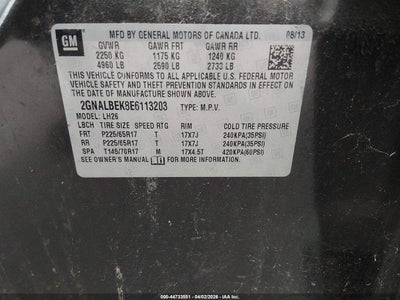 GM
MFD BY GENERAL MOTORS OF CANADA LTD. 08/13
GVWR GAWR FRT GAWR RR
2250 KG 1175 KG 1240 KG
4960 LB 2590 LB 2733 LB
THIS VEHICLE CONFORMS TO ALL APPLICABLE U.S. FEDERAL MOTOR
VEHICLE SAFETY AND THEFT PREVENTION STANDARDS IN EFFECT ON
THE DATE OF MANUFACTURE SHOWN ABOVE.
2GNALBEK8E6113203 TYPE: M.P.V.
MODEL: LH26
LBCH TIRE SIZE SPEED RTG RIM COLD TIRE PRESSURE
FRT P225/65R17 T 17X7J 240KPA(35PSI)
RR P225/65R17 T 17X7J 240KPA(35PSI)
SPA T145/70R17 M 17X4.5T 420KPA(60PSI)
SEE OWNER'S MANUAL FOR ADDITIONAL INFORMATION
000-44733551 - 04/02/2026 - IAA Inc.